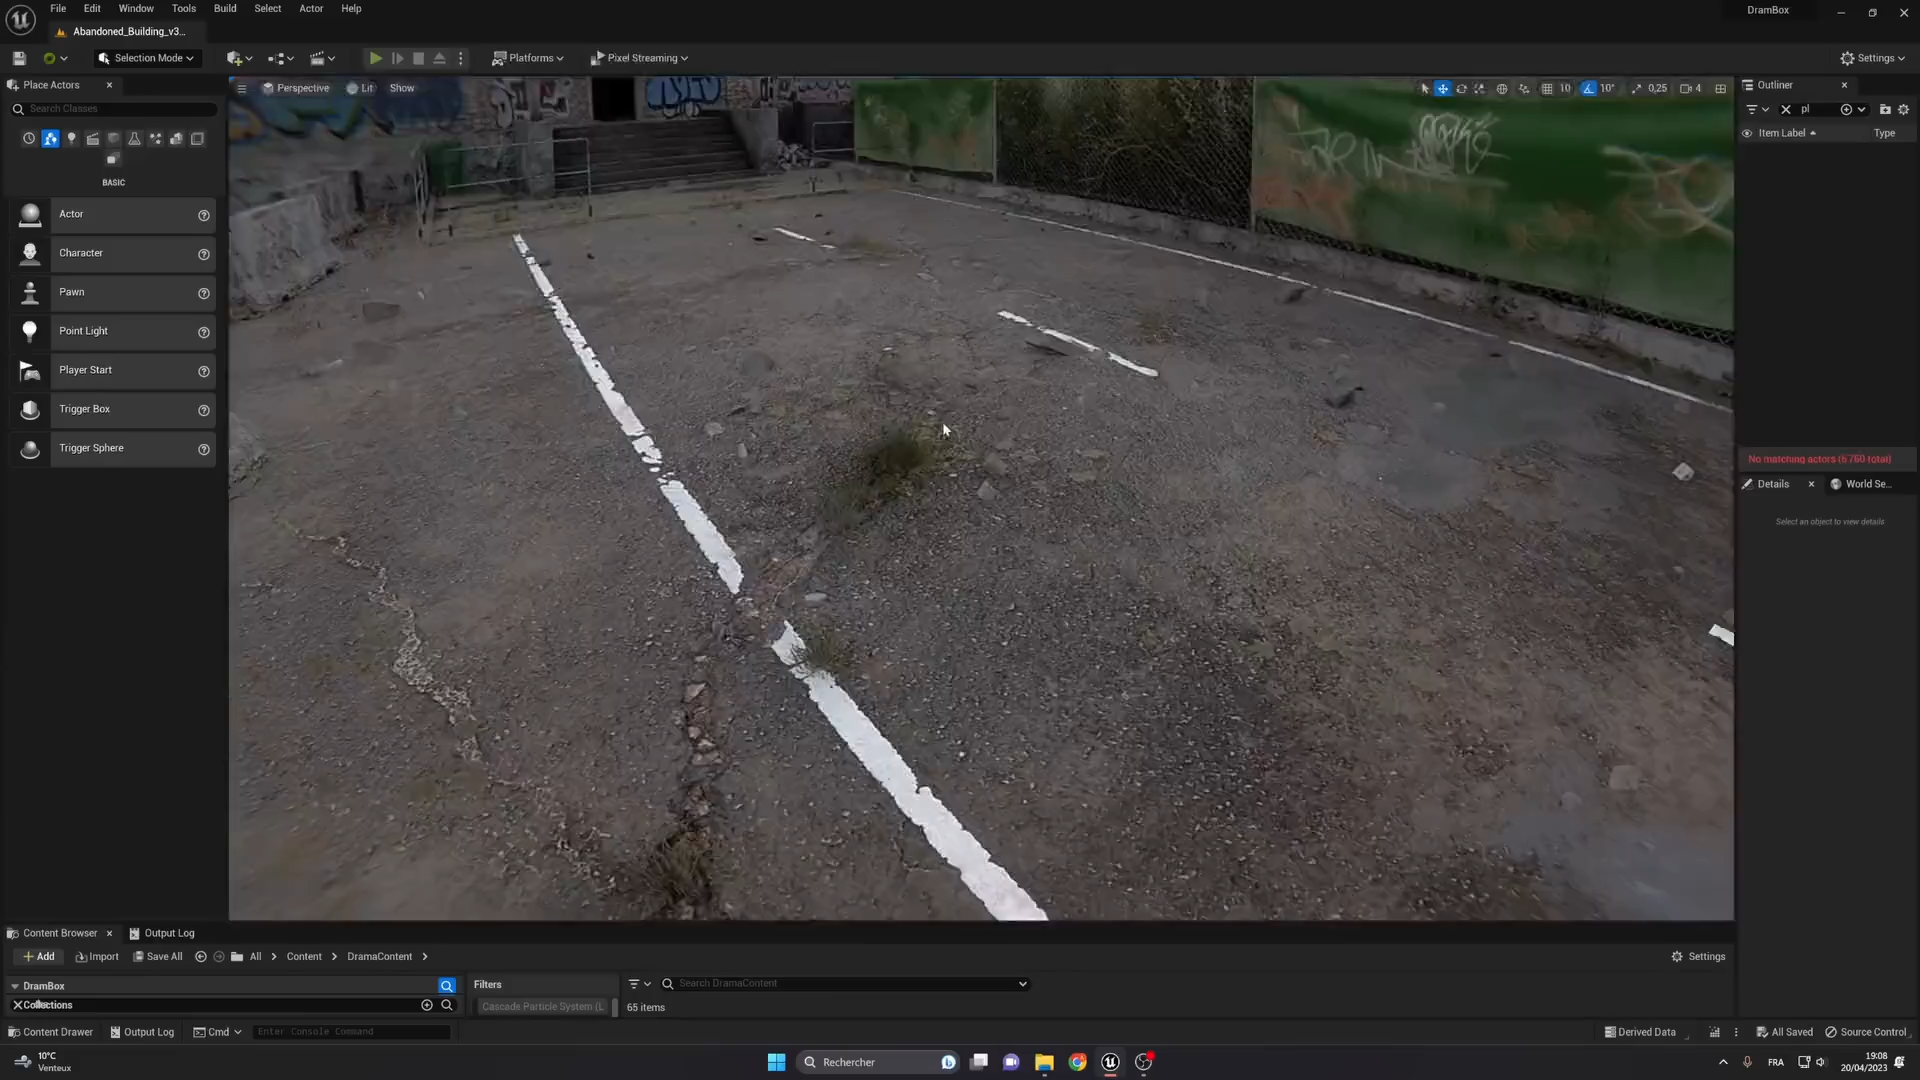 File Edit Window Tools Build Select Actor Help
DramBox
Abandoned_Building_v3...
Selection Mode
Platforms
Pixel Streaming
Settings
Place Actors
Perspective
Lit
Show
10
10°
0,25
4
Outliner
Search Classes
pl
Item Label
Type
BASIC
Actor
Character
Pawn
Point Light
Player Start
Trigger Box
Trigger Sphere
No matching actors (6 760 total)
Details
World Se...
Select an object to view details
Content Browser
Output Log
Add
Import
Save All
All
Content
DramaContent
Settings
DramBox
Filters
Search DramaContent
Collections
Cascade Particle System (L
65 items
Content Drawer
Output Log
Cmd
Enter Console Command
Derived Data
All Saved
Source Control
10°C
Venteux
Rechercher
FRA
19:08
20/04/2023